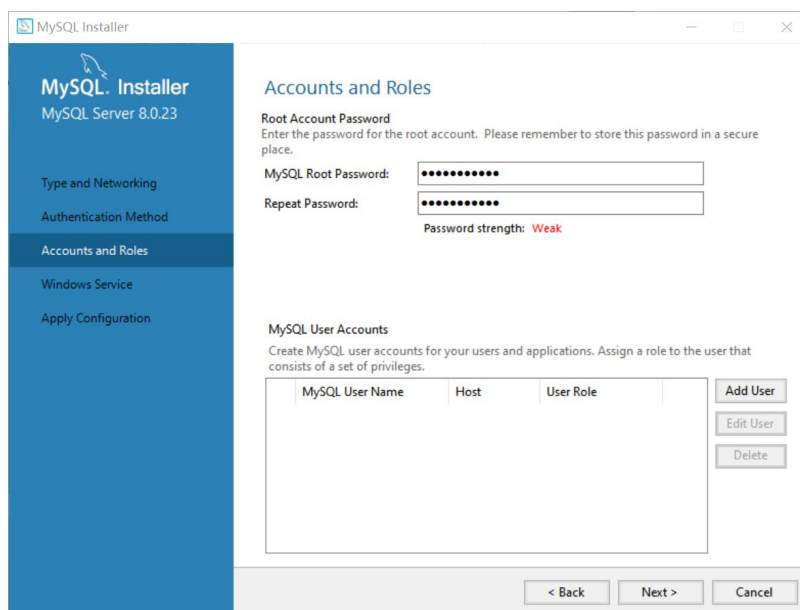 MySQL Installer
MySQL. Installer
MySQL Server 8.0.23
Type and Networking
Authentication Method
Accounts and Roles
Windows Service
Apply Configuration
Accounts and Roles
Root Account Password
Enter the password for the root account. Please remember to store this password in a secure
place.
MySQL Root Password: ●●●●●●●●●●●
Repeat Password: ●●●●●●●●●●●
Password strength: Weak
MySQL User Accounts
Create MySQL user accounts for your users and applications. Assign a role to the user that
consists of a set of privileges.
MySQL User Name Host User Role
Add User
Edit User
Delete
< Back Next > Cancel